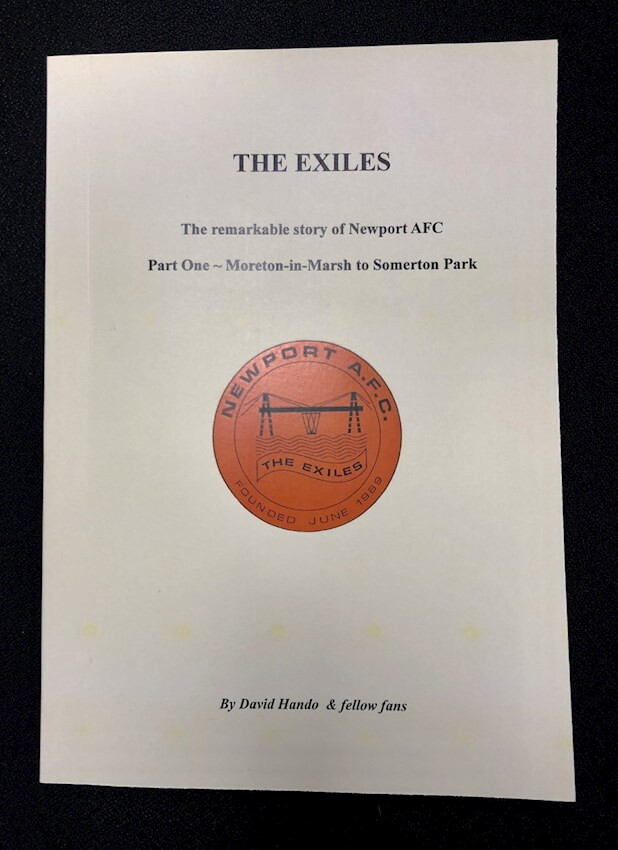 THE EXILES
The remarkable story of Newport AFC
Part One ~ Moreton-in-Marsh to Somerton Park
NEWPORT A.F.C.
THE EXILES
FOUNDED JUNE 1989
By David Hando & fellow fans